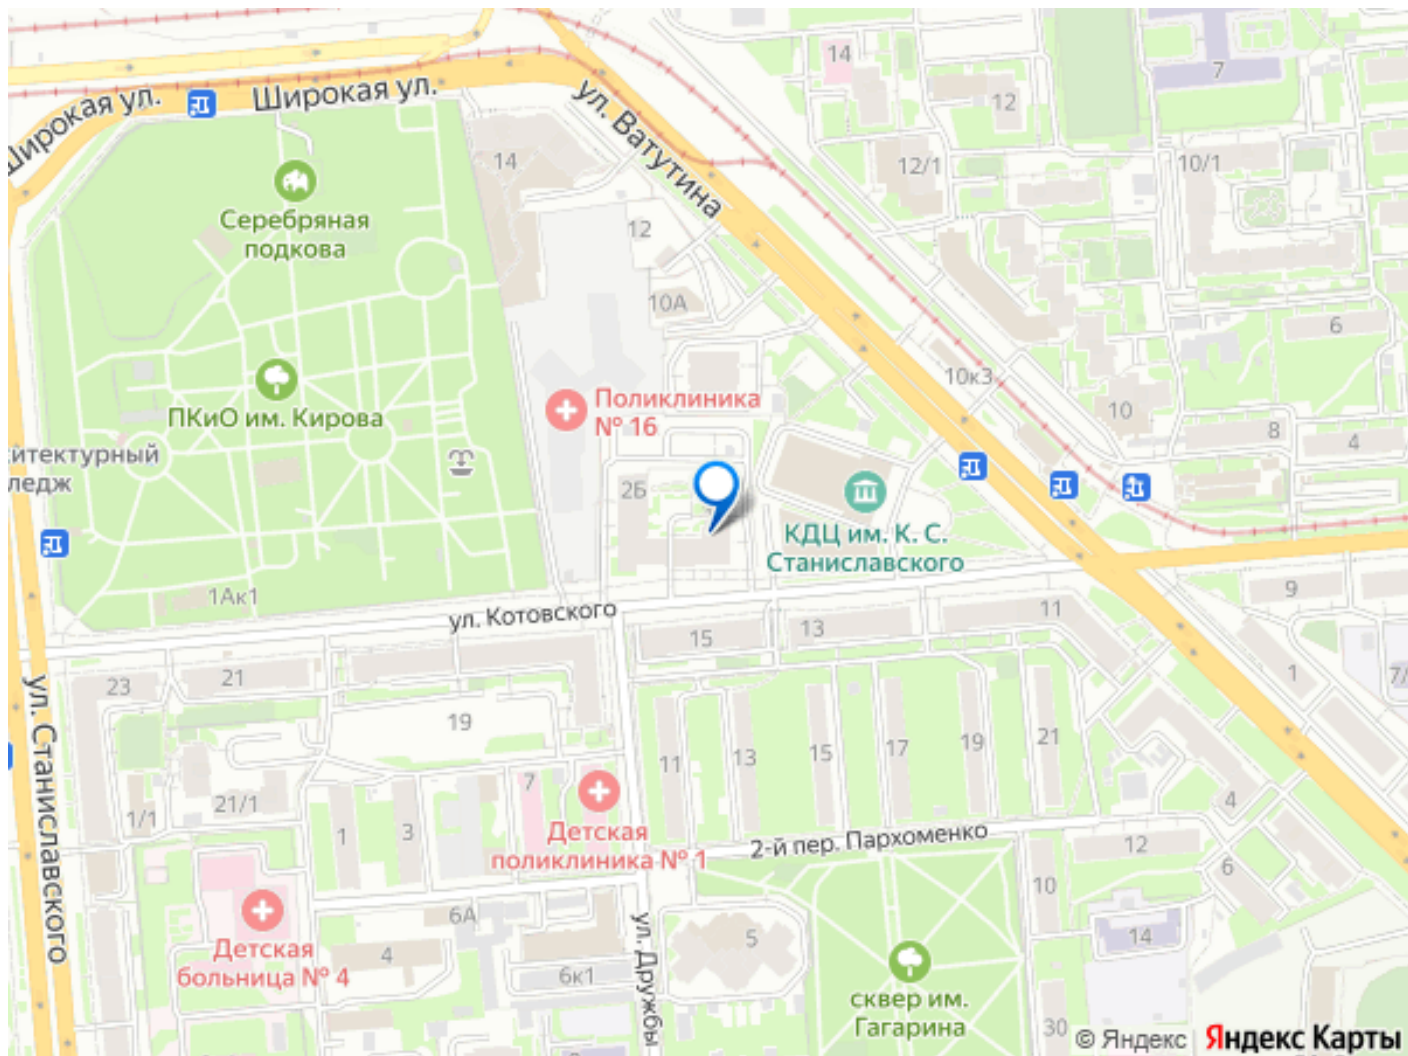 14
7
12
Широкая ул.
Широкая ул.
ул. Ватутина
14
12/1
10/1
Серебряная
подкова
12
10А
6
10к3
ПКиО им. Кирова
Поликлиника
№ 16
10
8
4
итектурный
ледж
2Б
КДЦ им. К. С.
Станиславского
1Ак1
ул. Котовского
9
11
15
13
23
21
1
7/
ул. Станиславского
19
11
13
15
17
19
21
21/1
1/1
7
4
1
3
Детская
поликлиника № 1
2-й пер. Пархоменко
12
6
10
6А
Детская
больница № 4
4
6к1
ул. Дружбы
5
14
сквер им.
Гагарина
30
© Яндекс
Яндекс Карты